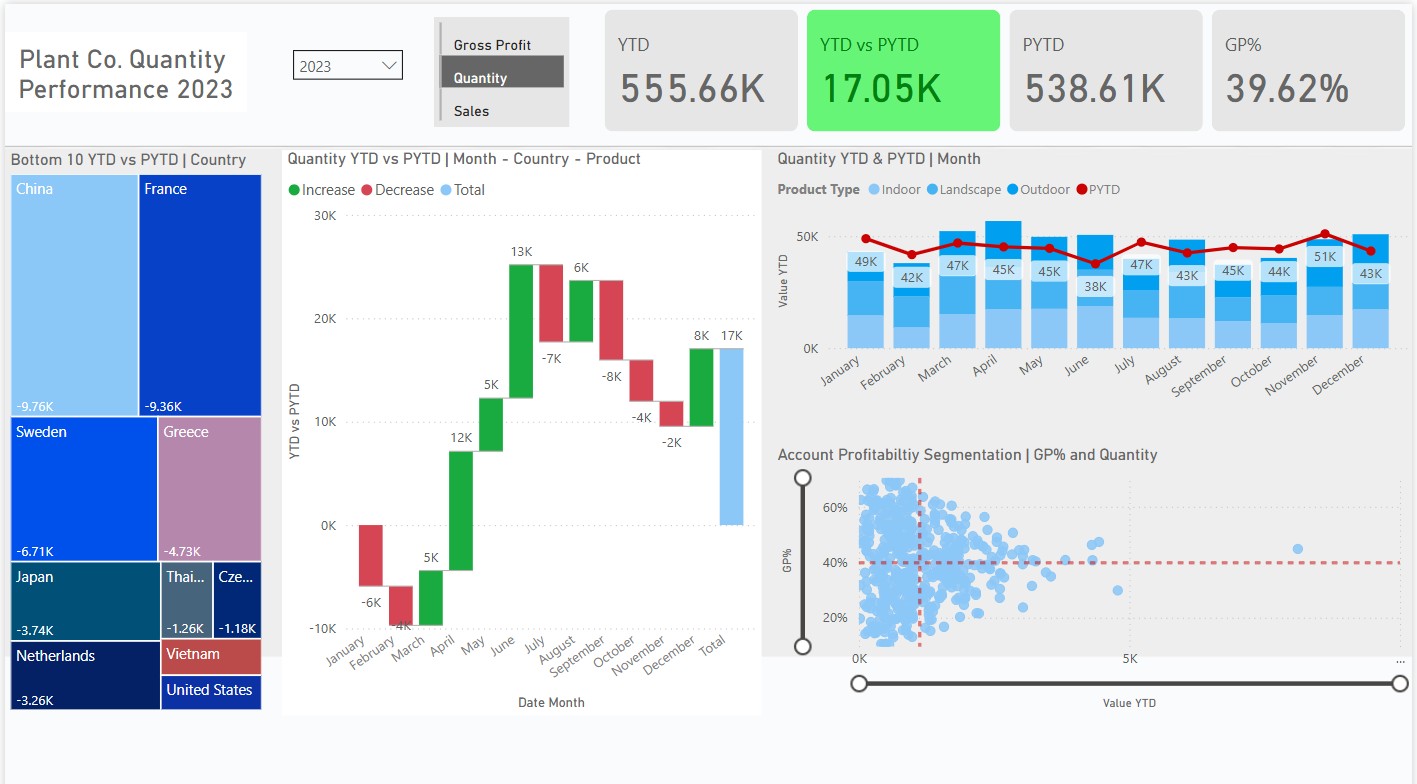 Plant Co. Quantity
Performance 2023
2023
Gross Profit
Quantity
Sales
YTD
555.66K
YTD vs PYTD
17.05K
PYTD
538.61K
GP%
39.62%
Bottom 10 YTD vs PYTD | Country
China
-9.76K
France
-9.36K
Sweden
-6.71K
Greece
-4.73K
Japan
-3.74K
Thai...
-1.26K
Cze...
-1.18K
Netherlands
-3.26K
Vietnam
United States
Quantity YTD vs PYTD | Month - Country - Product
Increase Decrease Total
YTD vs PYTD
30K
20K
10K
0K
-10K
-6K
-4K
5K
12K
5K
13K
-7K
6K
-8K
-4K
-2K
8K
17K
January
February
March
April
May
June
July
August
September
October
November
December
Total
Date Month
Quantity YTD & PYTD | Month
Product Type Indoor Landscape Outdoor PYTD
Value YTD
50K
0K
49K
42K
47K
45K
45K
38K
47K
43K
45K
44K
51K
43K
January
February
March
April
May
June
July
August
September
October
November
December
Account Profitabiltiy Segmentation | GP% and Quantity
GP%
60%
40%
20%
0K
5K
...
Value YTD